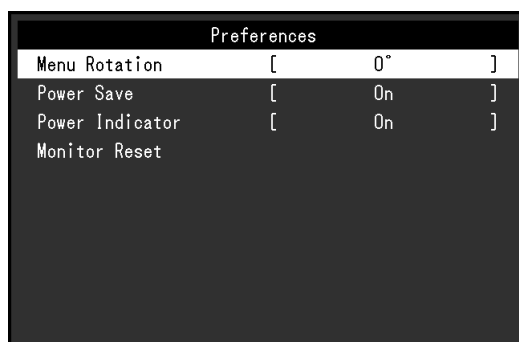 Preferences
Menu Rotation [ 0° ]
Power Save [ On ]
Power Indicator [ On ]
Monitor Reset